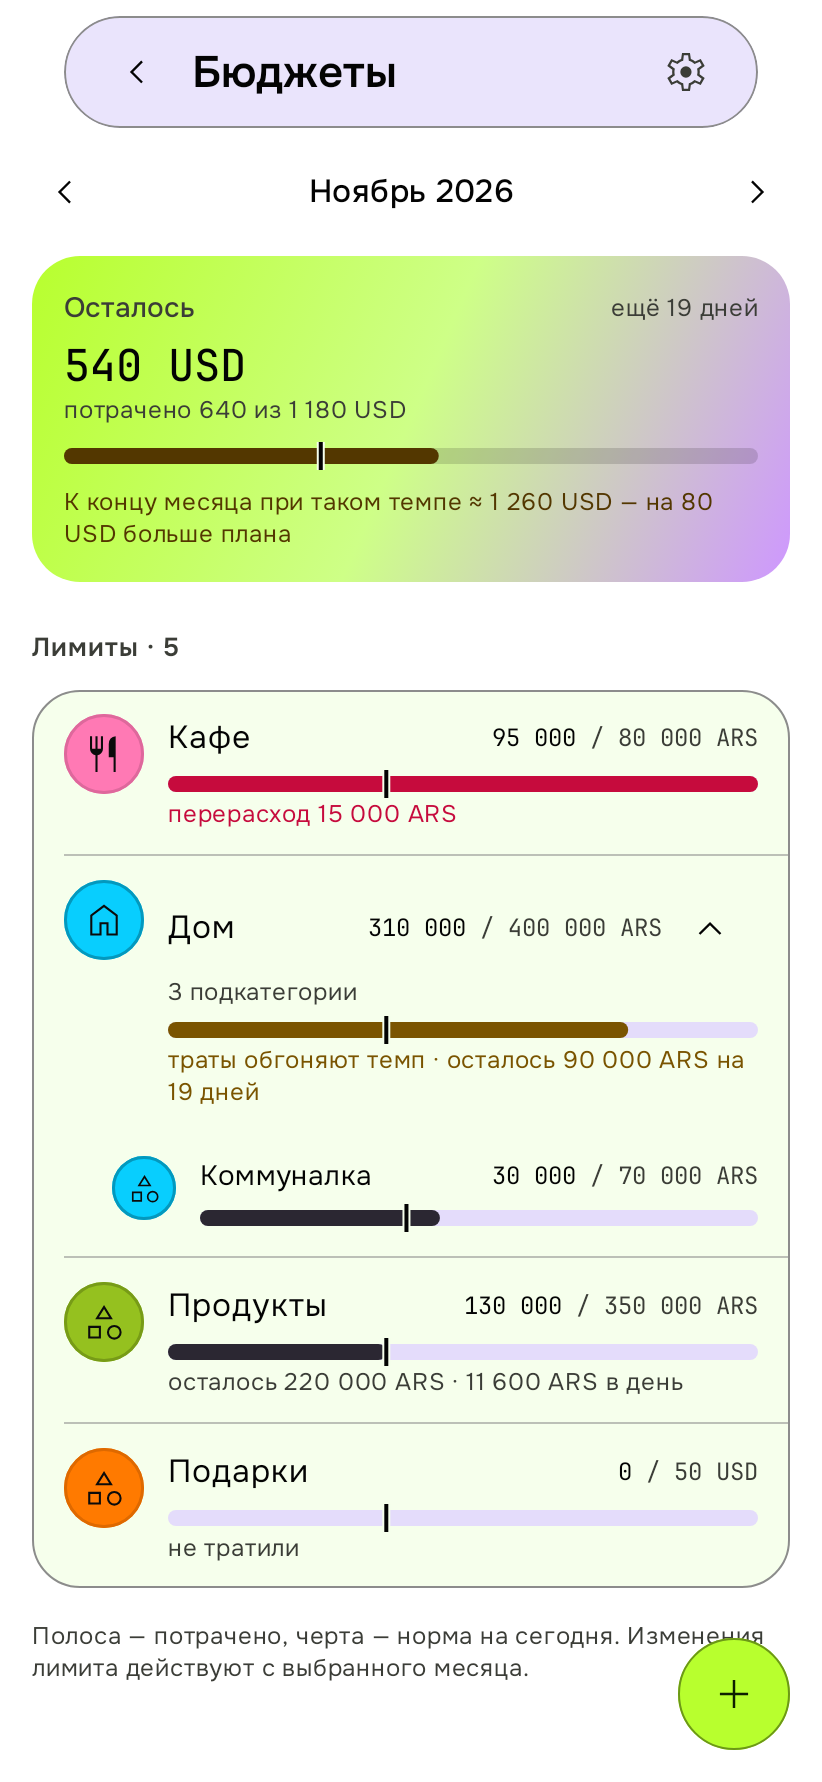 Бюджеты
Ноябрь 2026
Осталось
ещё 19 дней
540 USD
потрачено 640 из 1 180 USD
К концу месяца при таком темпе ≈ 1 260 USD — на 80
USD больше плана
Лимиты · 5
Кафе
95 000 / 80 000 ARS
перерасход 15 000 ARS
Дом
310 000 / 400 000 ARS
3 подкатегории
траты обгоняют темп · осталось 90 000 ARS на
19 дней
Коммуналка
30 000 / 70 000 ARS
Продукты
130 000 / 350 000 ARS
осталось 220 000 ARS · 11 600 ARS в день
Подарки
0 / 50 USD
не тратили
Полоса — потрачено, черта — норма на сегодня. Изменения
лимита действуют с выбранного месяца.